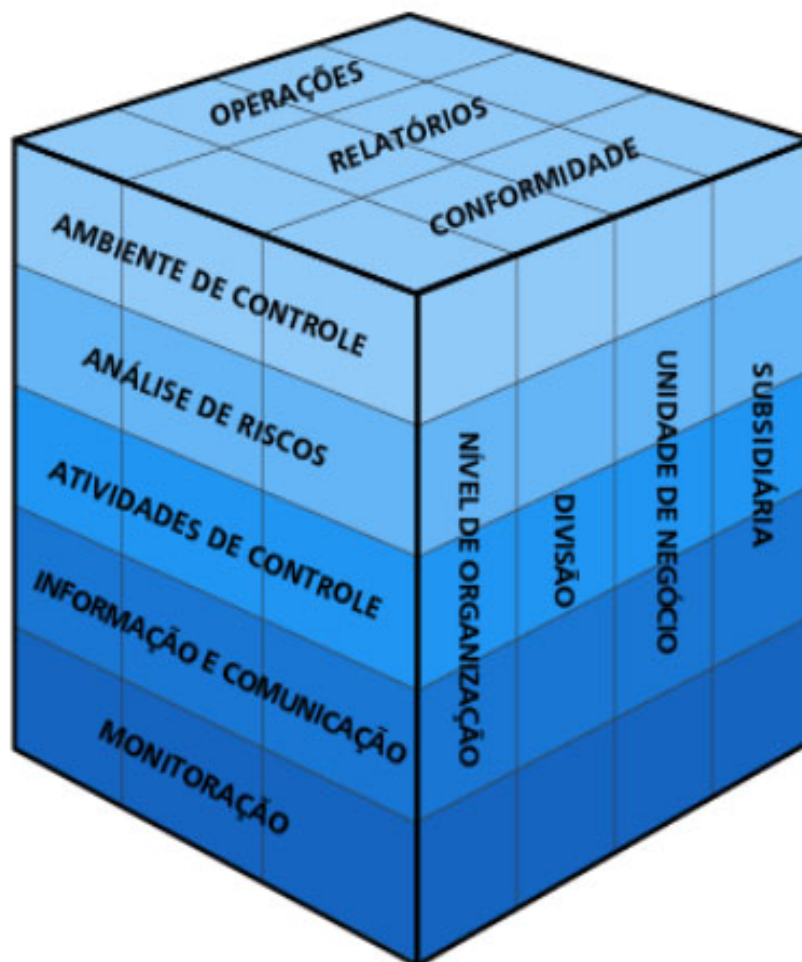 OPERAÇÕES
RELATÓRIOS
CONFORMIDADE
AMBIENTE DE CONTROLE
ANÁLISE DE RISCOS
ATIVIDADES DE CONTROLE
INFORMAÇÃO E COMUNICAÇÃO
MONITORAÇÃO
NÍVEL DE ORGANIZAÇÃO
DIVISÃO
UNIDADE DE NEGÓCIO
SUBSIDIÁRIA